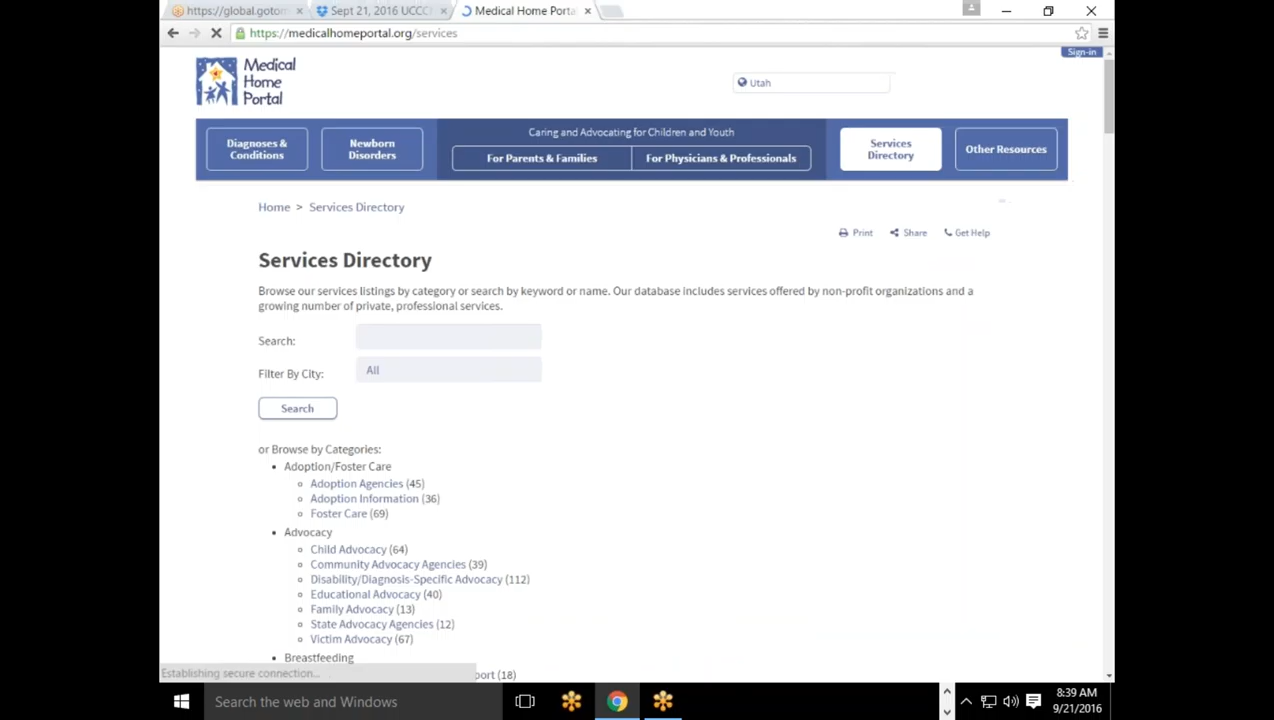 https://global.gotom
Sept 21, 2016 UCCC
Medical Home Porta
https://medicalhomeportal.org/services
Sign-in
Medical
Home
Portal
Utah
Diagnoses &
Conditions
Newborn
Disorders
Caring and Advocating for Children and Youth
For Parents & Families
For Physicians & Professionals
Services
Directory
Other Resources
Home > Services Directory
Print
Share
Get Help
Services Directory
Browse our services listings by category or search by keyword or name. Our database includes services offered by non-profit organizations and a
growing number of private, professional services.
Search:
Filter By City:
All
Search
or Browse by Categories:
Adoption/Foster Care
Adoption Agencies (45)
Adoption Information (36)
Foster Care (69)
Advocacy
Child Advocacy (64)
Community Advocacy Agencies (39)
Disability/Diagnosis-Specific Advocacy (112)
Educational Advocacy (40)
Family Advocacy (13)
State Advocacy Agencies (12)
Victim Advocacy (67)
Breastfeeding
port (18)
Establishing secure connection...
Search the web and Windows
8:39 AM
9/21/2016